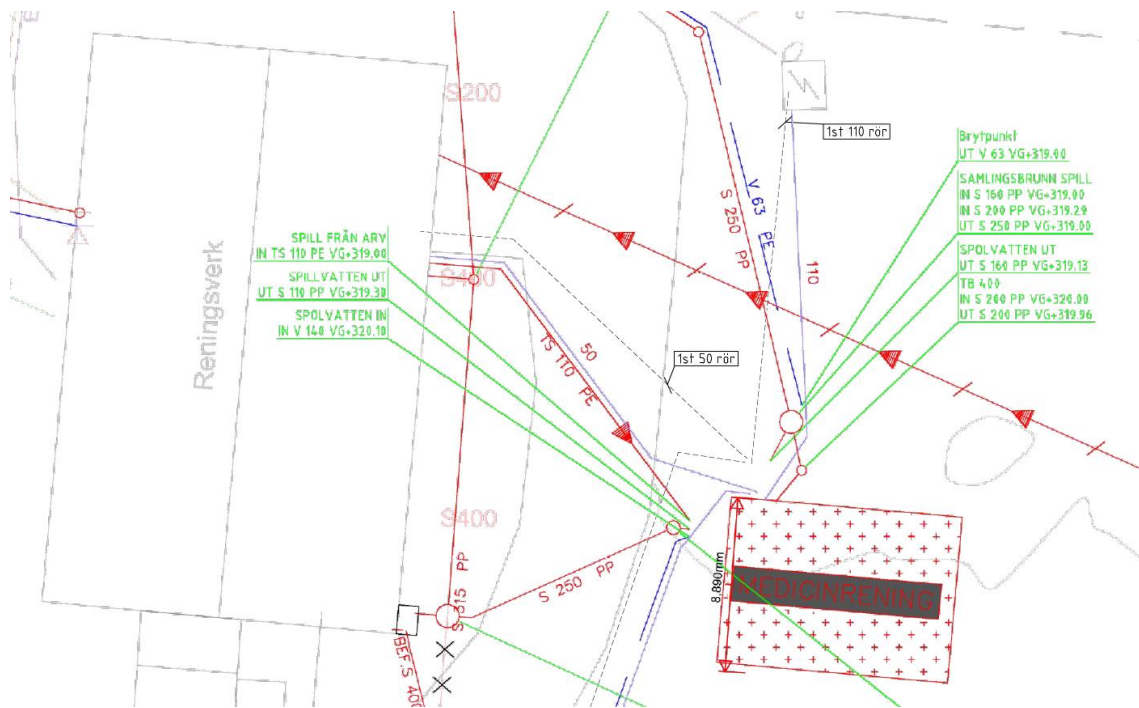 S200
1st 110 rör
Brytpunkt
UT V 63 VG+319.00
SAMLINGSBRUNN SPILL
IN S 160 PP VG+319.00
IN S 200 PP VG+319.29
UT S 250 PP VG+319.00
SPOLVATTEN UT
UT S 160 PP VG+319.13
TB 400
IN S 200 PP VG+320.00
UT S 200 PP VG+319.96
V 63 PE
S 250 PP
110
SPILL FRÅN ARV
IN TS 110 PE VG+319.00
SPILLVATTEN UT
UT S 110 PP VG+319.30
SPOLVATTEN IN
IN V 140 VG+320.10
S400
Reningsverk
50
TS 110 PE
1st 50 rör
S400
S 315 PP
S 250 PP
8,890mm
MEDICINRENING
BEF S 400